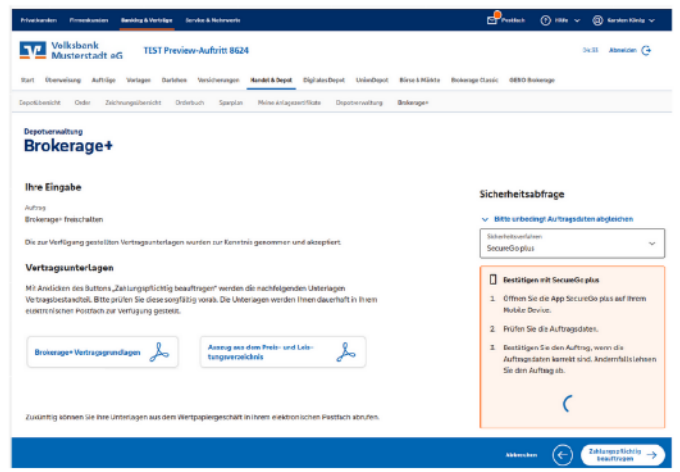 Privatkunden Firmenkunden Banking & Verträge Service & Mehrwerte Postfach Hilfe Karsten König
Volksbank
Musterstadt eG
TEST Preview-Auftritt 8624
Abmelden
Start Überweisung Aufträge Vorlagen Darlehen Versicherungen Handel & Depot Digitales Depot UnionDepot Börse & Märkte Brokerage Classic GENO Brokerage
Depotübersicht Order Zeichnungsübersicht Orderbuch Sparplan Meine Anlagezertifikate Depotverwaltung Brokerage+
Depotverwaltung
Brokerage+
Ihre Eingabe
Auftrag
Brokerage+ freischalten
Die zur Verfügung gestellten Vertragsunterlagen wurden zur Kenntnis genommen und akzeptiert.
Vertragsunterlagen
Mit Anklicken des Buttons „Zahlungspflichtig beauftragen" werden die nachfolgenden Unterlagen
Vertragsbestandteil. Bitte prüfen Sie diese sorgfältig vorab. Die Unterlagen werden Ihnen dauerhaft in Ihrem
elektronischen Postfach zur Verfügung gestellt.
Brokerage+ Vertragsgrundlagen
Auszug aus dem Preis- und Leis-
tungsverzeichnis
Zukünftig können Sie Ihre Unterlagen aus dem Wertpapiergeschäft in Ihrem elektronischen Postfach abrufen.
Sicherheitsabfrage
Bitte unbedingt Auftragsdaten abgleichen
Sicherheitsverfahren
SecureGo plus
Bestätigen mit SecureGo plus
1. Öffnen Sie die App SecureGo plus auf Ihrem
Mobile Device.
2. Prüfen Sie die Auftragsdaten.
3. Bestätigen Sie den Auftrag, wenn die
Auftragsdaten korrekt sind. Andernfalls lehnen
Sie den Auftrag ab.
Abbrechen
Zahlungspflichtig
beauftragen